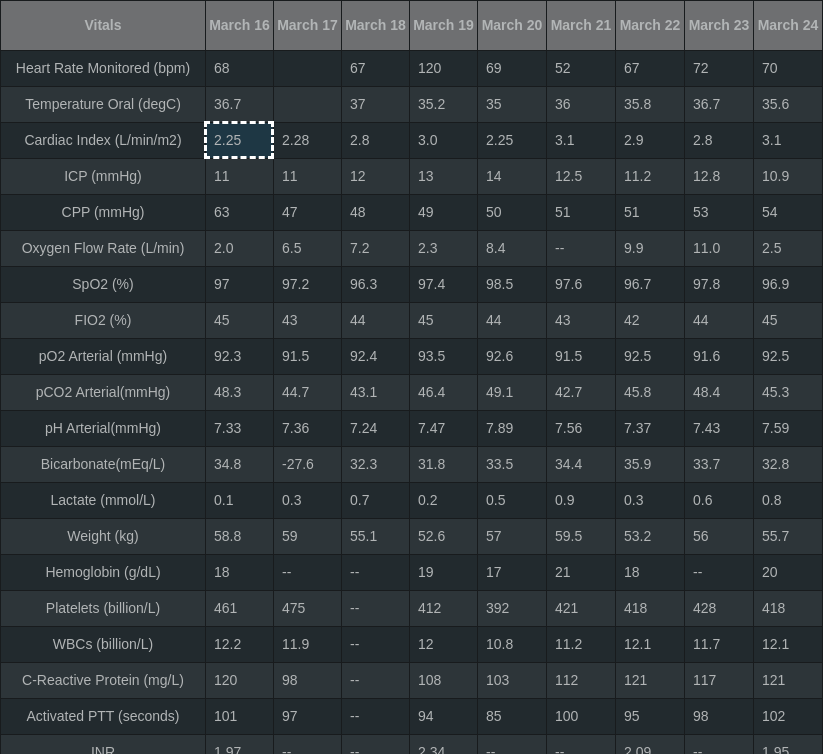 Vitals March 16 March 17 March 18 March 19 March 20 March 21 March 22 March 23 March 24
Heart Rate Monitored (bpm) 68 67 120 69 52 67 72 70
Temperature Oral (degC) 36.7 37 35.2 35 36 35.8 36.7 35.6
Cardiac Index (L/min/m2) 2.25 2.28 2.8 3.0 2.25 3.1 2.9 2.8 3.1
ICP (mmHg) 11 11 12 13 14 12.5 11.2 12.8 10.9
CPP (mmHg) 63 47 48 49 50 51 51 53 54
Oxygen Flow Rate (L/min) 2.0 6.5 7.2 2.3 8.4 -- 9.9 11.0 2.5
SpO2 (%) 97 97.2 96.3 97.4 98.5 97.6 96.7 97.8 96.9
FIO2 (%) 45 43 44 45 44 43 42 44 45
pO2 Arterial (mmHg) 92.3 91.5 92.4 93.5 92.6 91.5 92.5 91.6 92.5
pCO2 Arterial(mmHg) 48.3 44.7 43.1 46.4 49.1 42.7 45.8 48.4 45.3
pH Arterial(mmHg) 7.33 7.36 7.24 7.47 7.89 7.56 7.37 7.43 7.59
Bicarbonate(mEq/L) 34.8 -27.6 32.3 31.8 33.5 34.4 35.9 33.7 32.8
Lactate (mmol/L) 0.1 0.3 0.7 0.2 0.5 0.9 0.3 0.6 0.8
Weight (kg) 58.8 59 55.1 52.6 57 59.5 53.2 56 55.7
Hemoglobin (g/dL) 18 -- -- 19 17 21 18 -- 20
Platelets (billion/L) 461 475 -- 412 392 421 418 428 418
WBCs (billion/L) 12.2 11.9 -- 12 10.8 11.2 12.1 11.7 12.1
C-Reactive Protein (mg/L) 120 98 -- 108 103 112 121 117 121
Activated PTT (seconds) 101 97 -- 94 85 100 95 98 102
INR 1.97 -- -- 2.34 -- -- 2.09 -- 1.95